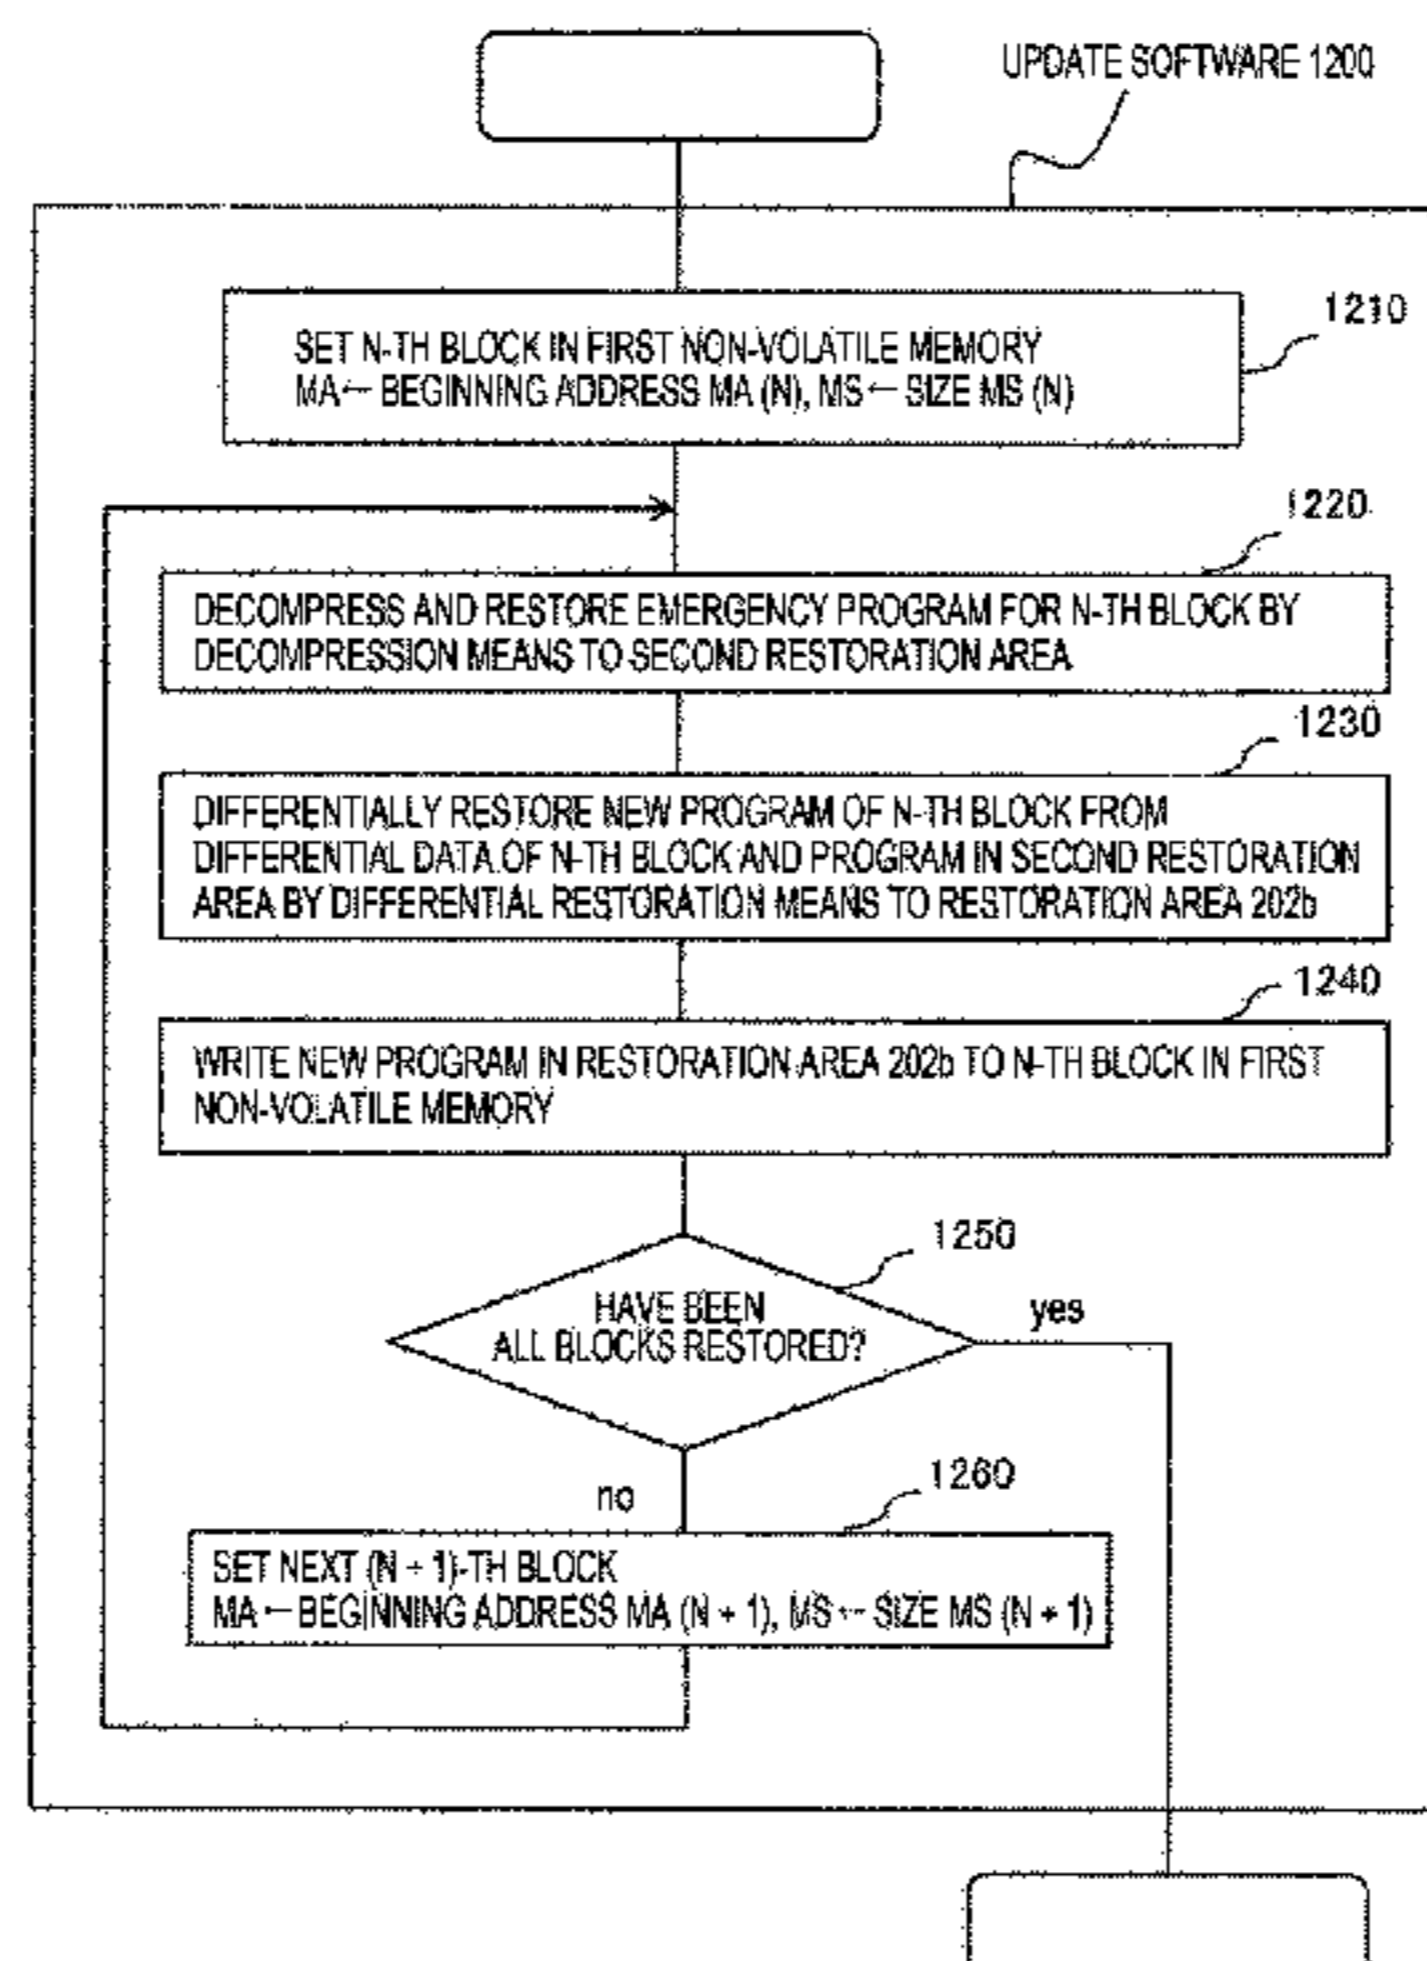 UPDATE SOFTWARE 1200
1210
SET N-TH BLOCK IN FIRST NON-VOLATILE MEMORY
MA ← BEGINNING ADDRESS MA (N), MS ← SIZE MS (N)
1220
DECOMPRESS AND RESTORE EMERGENCY PROGRAM FOR N-TH BLOCK BY
DECOMPRESSION MEANS TO SECOND RESTORATION AREA
1230
DIFFERENTIALLY RESTORE NEW PROGRAM OF N-TH BLOCK FROM
DIFFERENTIAL DATA OF N-TH BLOCK AND PROGRAM IN SECOND RESTORATION
AREA BY DIFFERENTIAL RESTORATION MEANS TO RESTORATION AREA 202b
1240
WRITE NEW PROGRAM IN RESTORATION AREA 202b TO N-TH BLOCK IN FIRST
NON-VOLATILE MEMORY
1250
HAVE BEEN
ALL BLOCKS RESTORED?
yes
no
1260
SET NEXT (N + 1)-TH BLOCK
MA ← BEGINNING ADDRESS MA (N + 1), MS ← SIZE MS (N + 1)